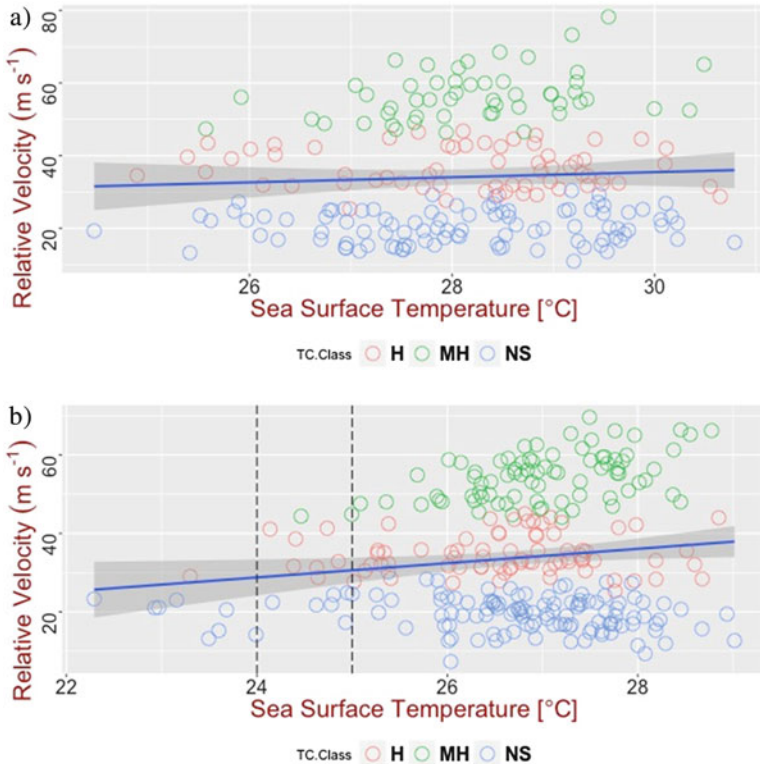 a)
80
60
40
20
Relative Velocity (m s⁻¹)
26
28
30
Sea Surface Temperature [°C]
TC.Class H MH NS
b)
60
40
20
Relative Velocity (m s⁻¹)
22
24
26
28
Sea Surface Temperature [°C]
TC.Class H MH NS